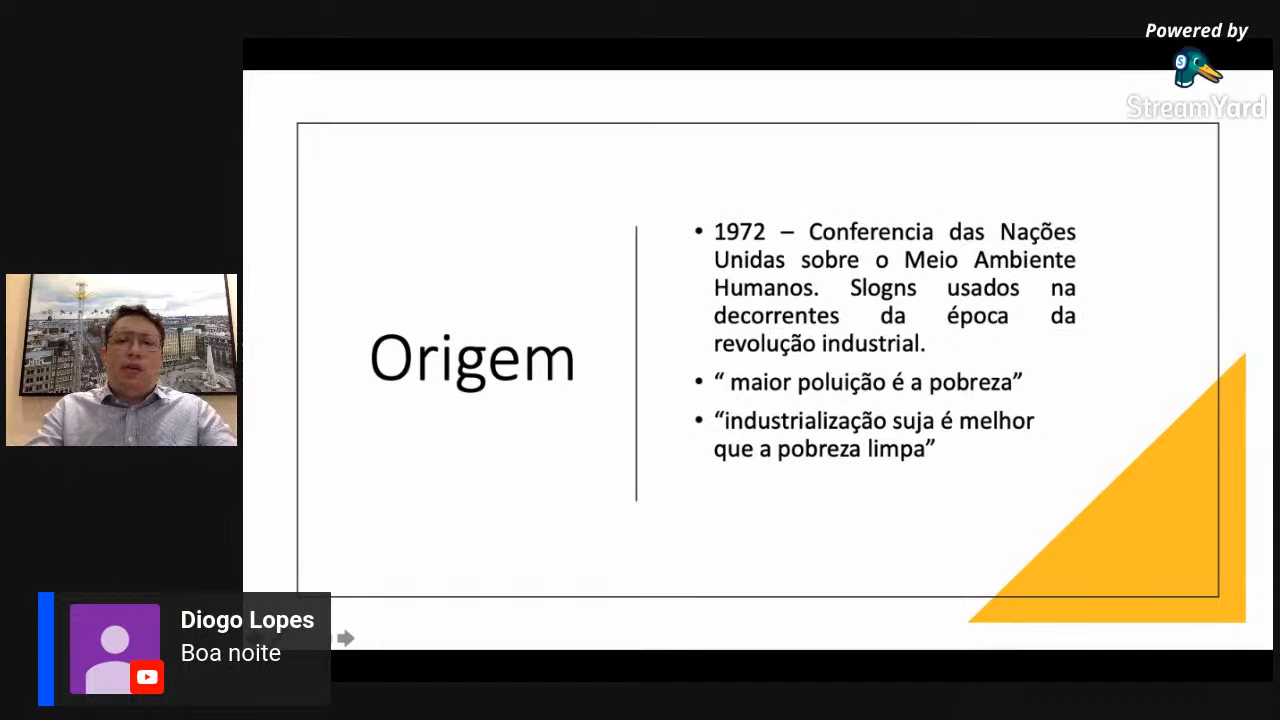 Powered by
StreamYard
Origem
• 1972 – Conferencia das Nações
Unidas sobre o Meio Ambiente
Humanos. Slogns usados na
decorrentes da época da
revolução industrial.
• “ maior poluição é a pobreza”
• “industrialização suja é melhor
que a pobreza limpa”
Diogo Lopes
Boa noite